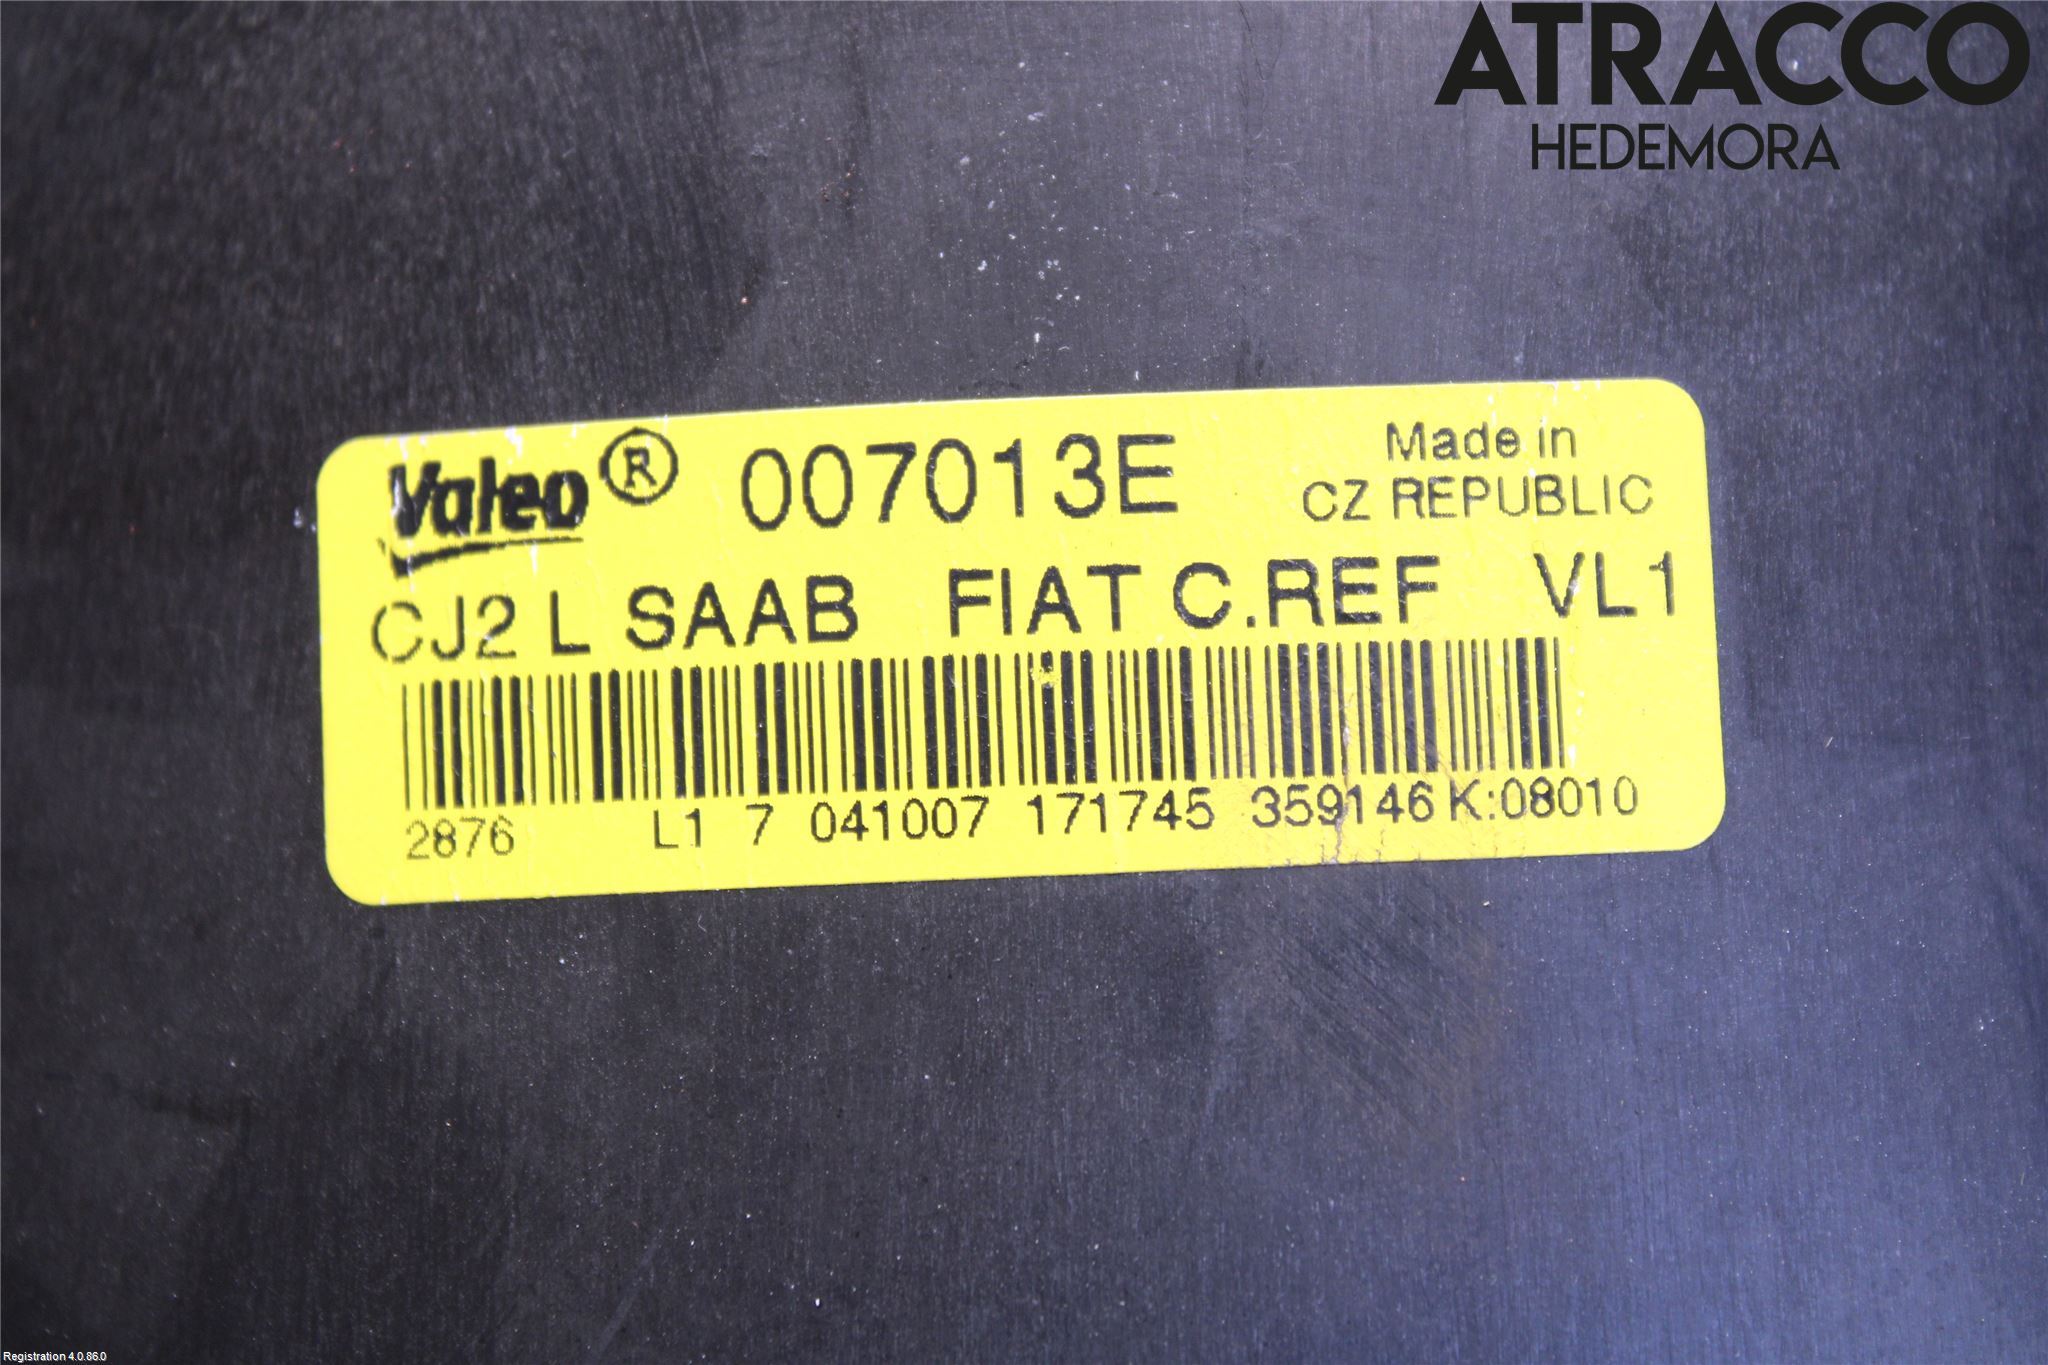 ATRACCO
HEDEMORA
Valeo® 007013E Made in
CZ REPUBLIC
CJ2 L SAAB FIAT C.REF VL1
2876 L1 7 041007 171745 359146 K:08010
Registration 4.0.86.0